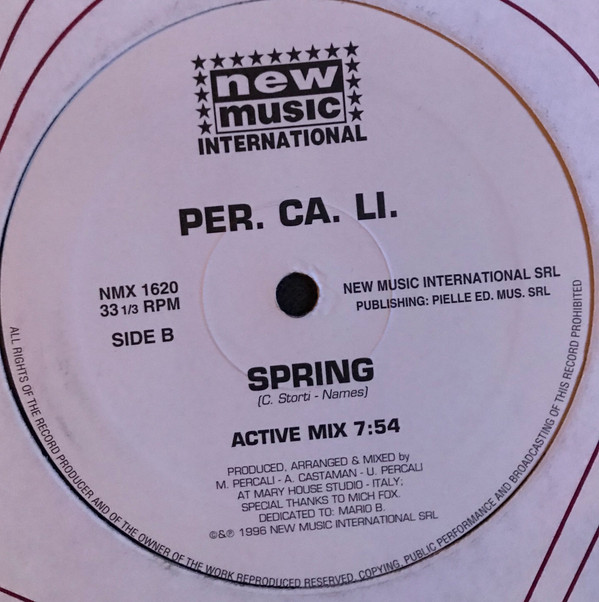 new
music
INTERNATIONAL
PER. CA. LI.
NMX 1620
33 1/3 RPM
SIDE B
NEW MUSIC INTERNATIONAL SRL
PUBLISHING: PIELLE ED. MUS. SRL
SPRING
(C. Storti - Names)
ACTIVE MIX 7:54
PRODUCED, ARRANGED & MIXED by
M. PERCALI - A. CASTAMAN - U. PERCALI
AT MARY HOUSE STUDIO - ITALY;
SPECIAL THANKS TO MICH FOX.
DEDICATED TO: MARIO B.
©&℗ 1996 NEW MUSIC INTERNATIONAL SRL
ALL RIGHTS OF THE RECORD PRODUCER AND OF THE OWNER OF THE WORK REPRODUCED RESERVED. COPYING, PUBLIC PERFORMANCE AND BROADCASTING OF THIS RECORD PROHIBITED